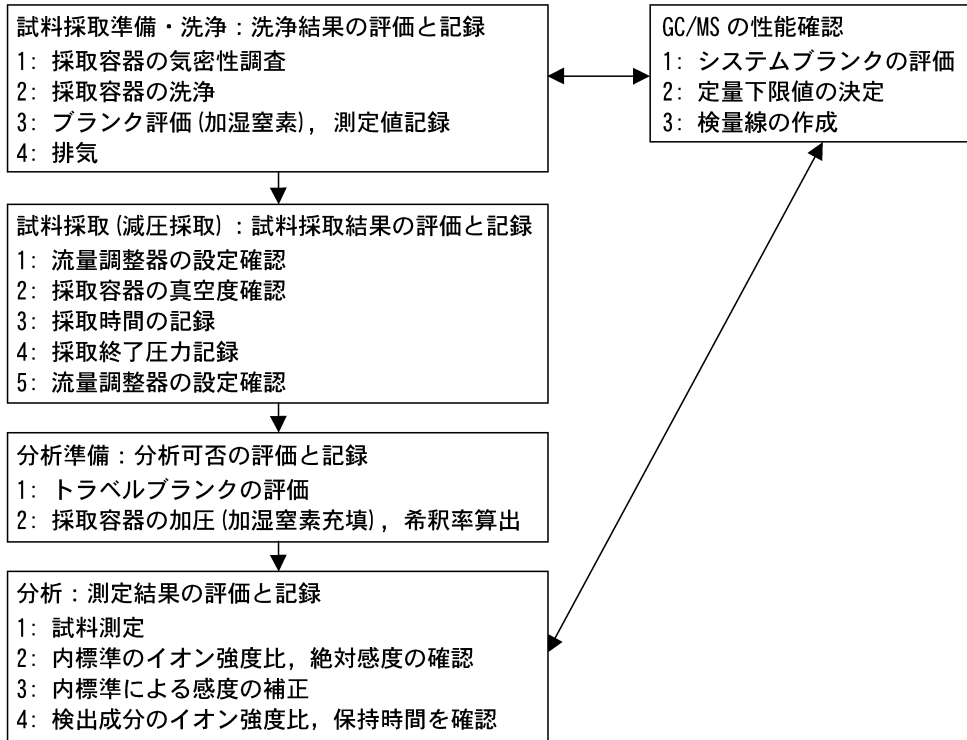 試料採取準備・洗浄：洗浄結果の評価と記録
1: 採取容器の気密性調査
2: 採取容器の洗浄
3: ブランク評価(加湿窒素), 測定値記録
4: 排気
GC/MS の性能確認
1: システムブランクの評価
2: 定量下限値の決定
3: 検量線の作成
試料採取(減圧採取)：試料採取結果の評価と記録
1: 流量調整器の設定確認
2: 採取容器の真空度確認
3: 採取時間の記録
4: 採取終了圧力記録
5: 流量調整器の設定確認
分析準備：分析可否の評価と記録
1: トラベルブランクの評価
2: 採取容器の加圧(加湿窒素充填), 希釈率算出
分析：測定結果の評価と記録
1: 試料測定
2: 内標準のイオン強度比, 絶対感度の確認
3: 内標準による感度の補正
4: 検出成分のイオン強度比, 保持時間を確認